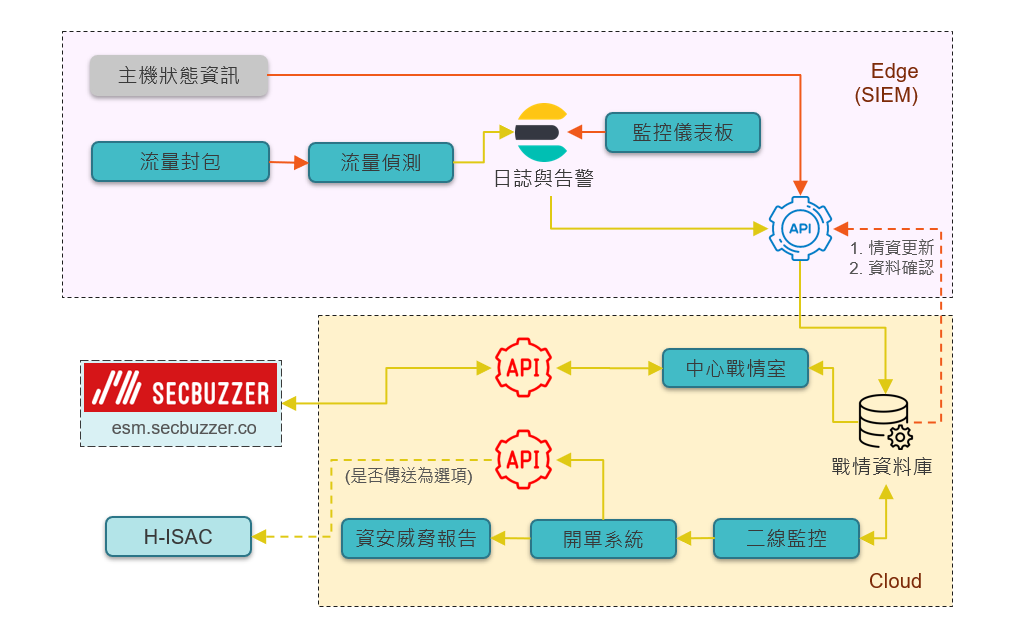 主機狀態資訊
Edge
(SIEM)
流量封包
流量偵測
監控儀表板
日誌與告警
API
1. 情資更新
2. 資料確認
SECBUZZER
esm.secbuzzer.co
API
中心戰情室
API
(是否傳送為選項)
戰情資料庫
H-ISAC
資安威脅報告
開單系統
二線監控
Cloud